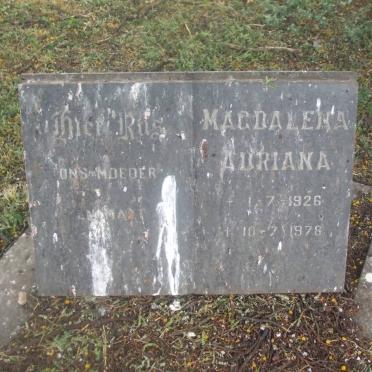 Hier Rus
ONS MOEDER
MAGDALENA
ADRIANA
1-7-1926
† 10-7-1978